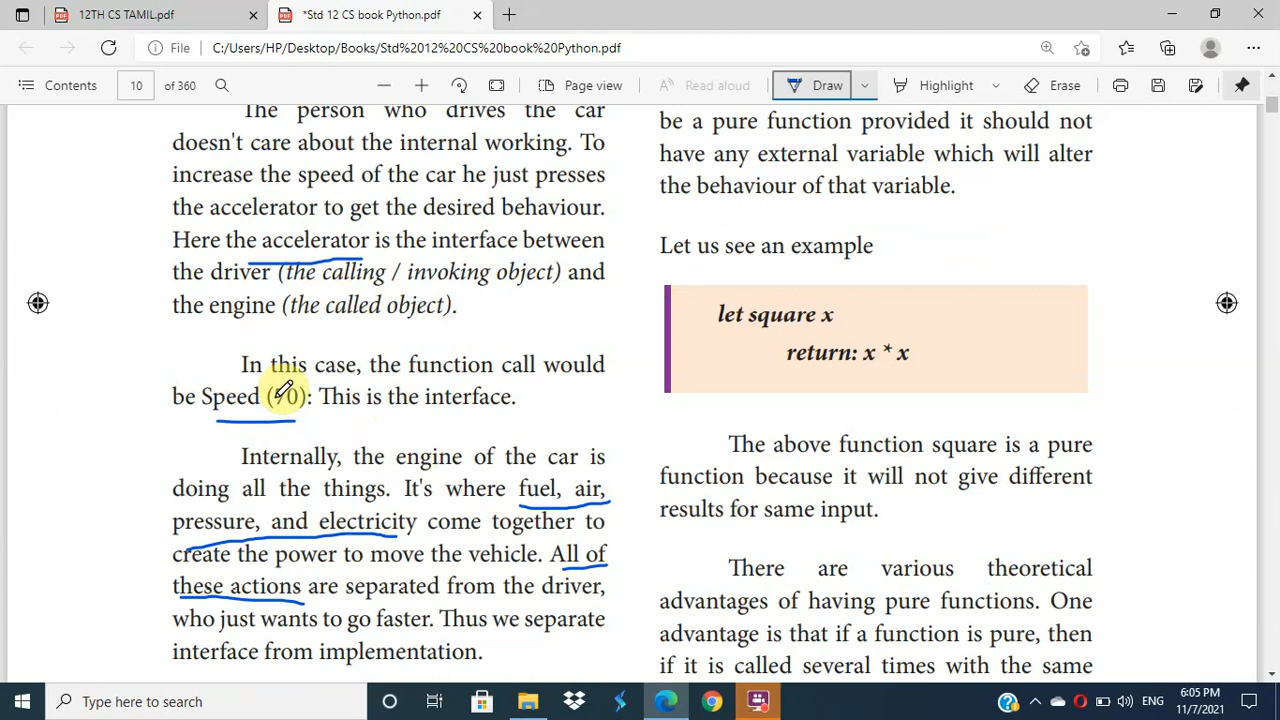 12TH CS TAMIL.pdf
*Std 12 CS book Python.pdf
File
C:/Users/HP/Desktop/Books/Std%2012%20CS%20book%20Python.pdf
Contents
10
of 360
Page view
Read aloud
Draw
Highlight
Erase
The person who drives the car
doesn't care about the internal working. To
increase the speed of the car he just presses
the accelerator to get the desired behaviour.
Here the accelerator is the interface between
the driver (the calling / invoking object) and
the engine (the called object).
In this case, the function call would
be Speed (70): This is the interface.
Internally, the engine of the car is
doing all the things. It's where fuel, air,
pressure, and electricity come together to
create the power to move the vehicle. All of
these actions are separated from the driver,
who just wants to go faster. Thus we separate
interface from implementation.
be a pure function provided it should not
have any external variable which will alter
the behaviour of that variable.
Let us see an example
let square x
return: x * x
The above function square is a pure
function because it will not give different
results for same input.
There are various theoretical
advantages of having pure functions. One
advantage is that if a function is pure, then
if it is called several times with the same
Type here to search
ENG
6:05 PM
11/7/2021